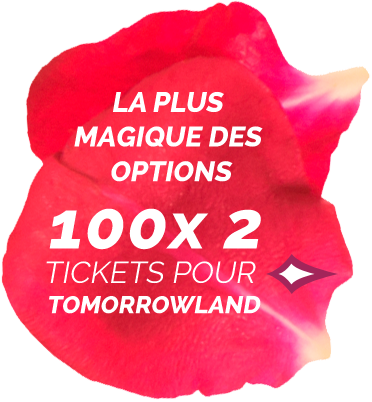 LA PLUS
MAGIQUE DES
OPTIONS
100x 2
TICKETS POUR
TOMORROWLAND